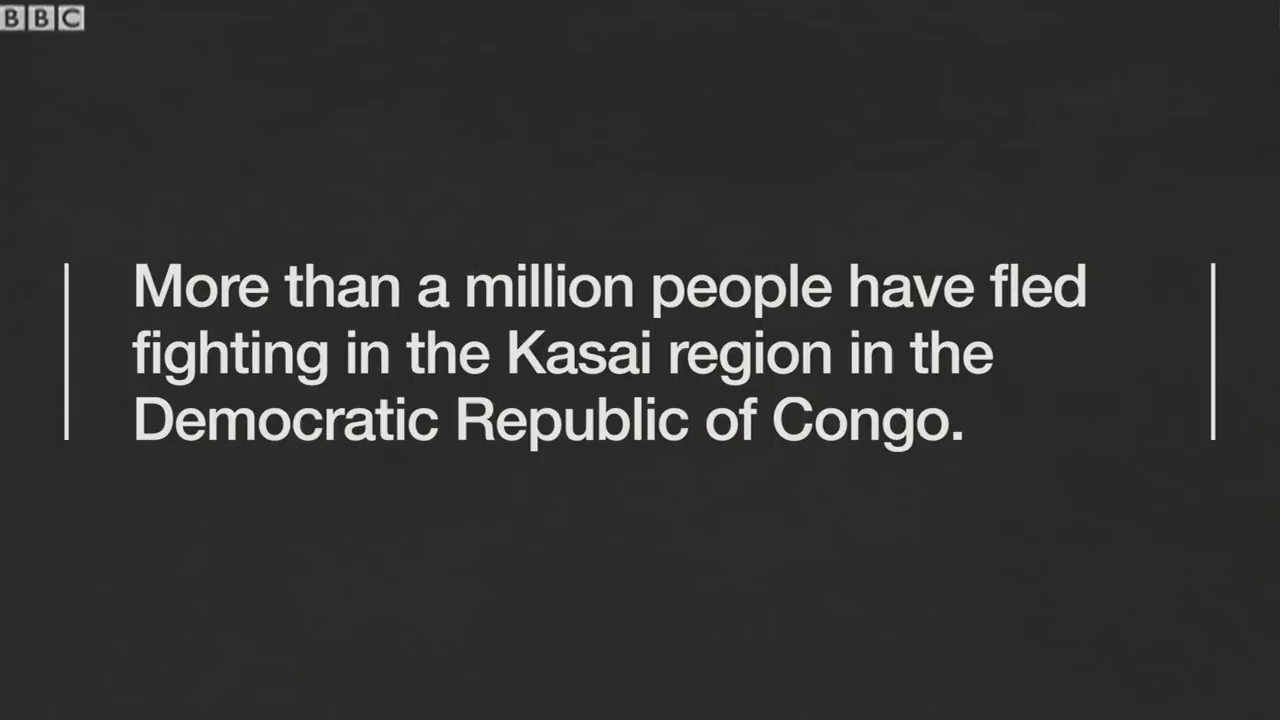 BBC
More than a million people have fled
fighting in the Kasai region in the
Democratic Republic of Congo.